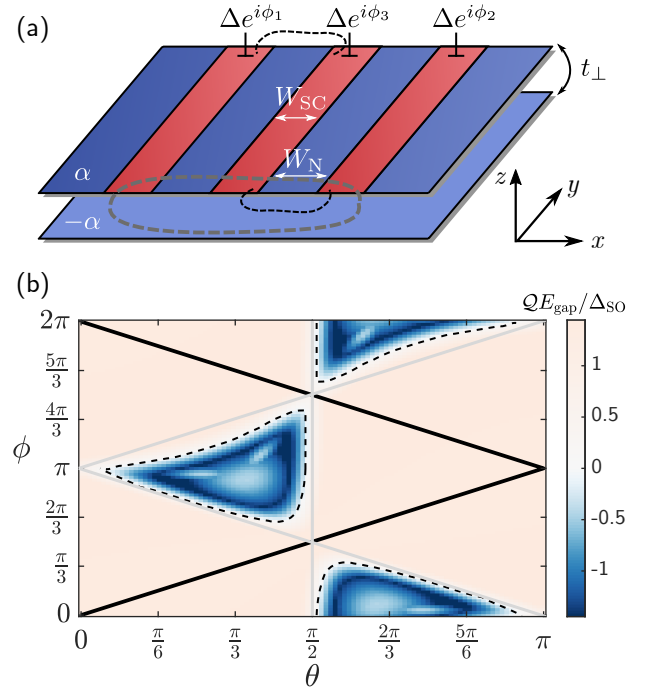 (a)
Δe^{iϕ₁} Δe^{iϕ₃} Δe^{iϕ₂}
t_⊥
W_SC
W_N
α
−α
z y x
(b)
𝒬E_gap/Δ_SO
2π
5π/3
4π/3
π
2π/3
π/3
0
ϕ
0 π/6 π/3 π/2 2π/3 5π/6 π
θ
1
0.5
0
-0.5
-1